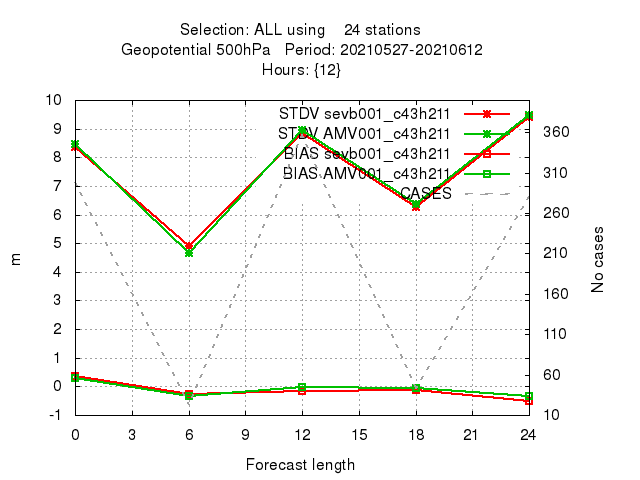 Selection: ALL using 24 stations
Geopotential 500hPa Period: 20210527-20210612
Hours: {12}
STDV sevb001_c43h211
STDV AMV001_c43h211
BIAS sevb001_c43h211
BIAS AMV001_c43h211
CASES
10
9
8
7
6
5
4
3
2
1
0
-1
m
360
310
260
210
160
110
60
10
No cases
0 3 6 9 12 15 18 21 24
Forecast length